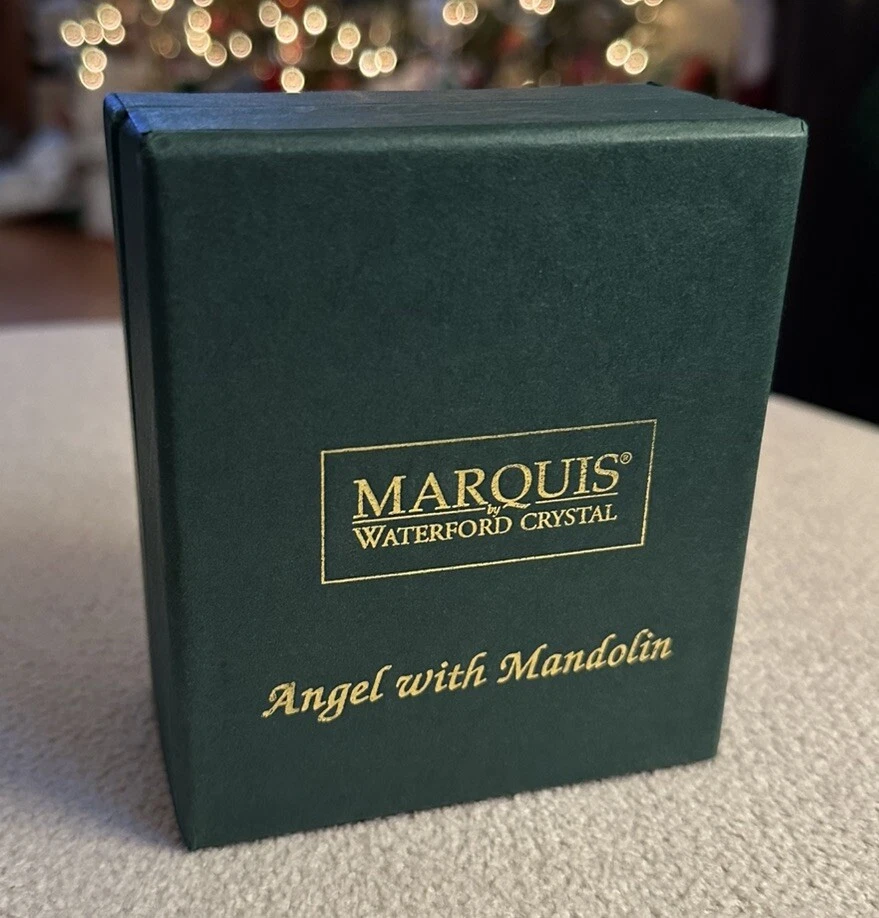 MARQUIS®
by
WATERFORD CRYSTAL
Angel with Mandolin